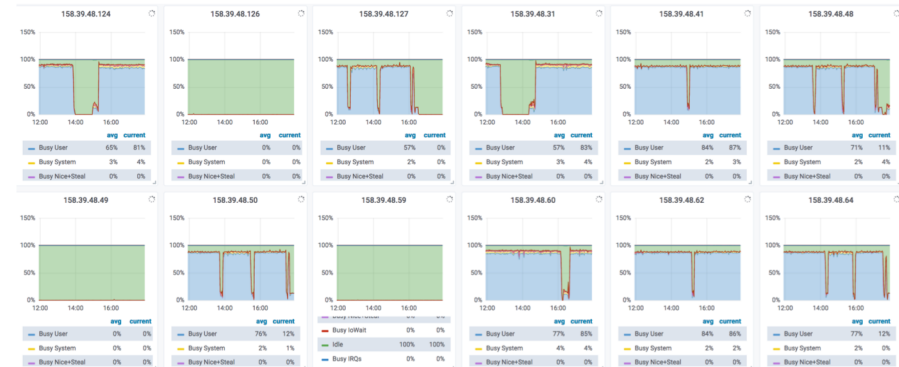 158.39.48.124 158.39.48.126 158.39.48.127 158.39.48.31 158.39.48.41 158.39.48.48
150% 150% 150% 150% 150% 150%
100% 100% 100% 100% 100% 100%
50% 50% 50% 50% 50% 50%
0% 0% 0% 0% 0% 0%
12:00 14:00 16:00 12:00 14:00 16:00 12:00 14:00 16:00 12:00 14:00 16:00 12:00 14:00 16:00 12:00 14:00 16:00
avg current avg current avg current avg current avg current avg current
Busy User 65% 81% Busy User 0% 0% Busy User 57% 0% Busy User 57% 83% Busy User 84% 87% Busy User 71% 11%
Busy System 3% 4% Busy System 0% 0% Busy System 2% 0% Busy System 3% 4% Busy System 2% 3% Busy System 2% 4%
Busy Nice+Steal 0% 0% Busy Nice+Steal 0% 0% Busy Nice+Steal 0% 0% Busy Nice+Steal 0% 0% Busy Nice+Steal 0% 0% Busy Nice+Steal 0% 0%
158.39.48.49 158.39.48.50 158.39.48.59 158.39.48.60 158.39.48.62 158.39.48.64
150% 150% 150% 150% 150% 150%
100% 100% 100% 100% 100% 100%
50% 50% 50% 50% 50% 50%
0% 0% 0% 0% 0% 0%
12:00 14:00 16:00 12:00 14:00 16:00 12:00 14:00 16:00 12:00 14:00 16:00 12:00 14:00 16:00 12:00 14:00 16:00
avg current avg current avg current avg current avg current avg current
Busy User 0% 0% Busy User 76% 12% Busy IoWait 0% 0% Busy User 77% 85% Busy User 84% 86% Busy User 77% 12%
Busy System 0% 0% Busy System 2% 1% Idle 100% 100% Busy System 4% 4% Busy System 2% 2% Busy System 2% 0%
Busy Nice+Steal 0% 0% Busy Nice+Steal 0% 0% Busy IRQs 0% 0% Busy Nice+Steal 0% 0% Busy Nice+Steal 0% 0% Busy Nice+Steal 0% 0%